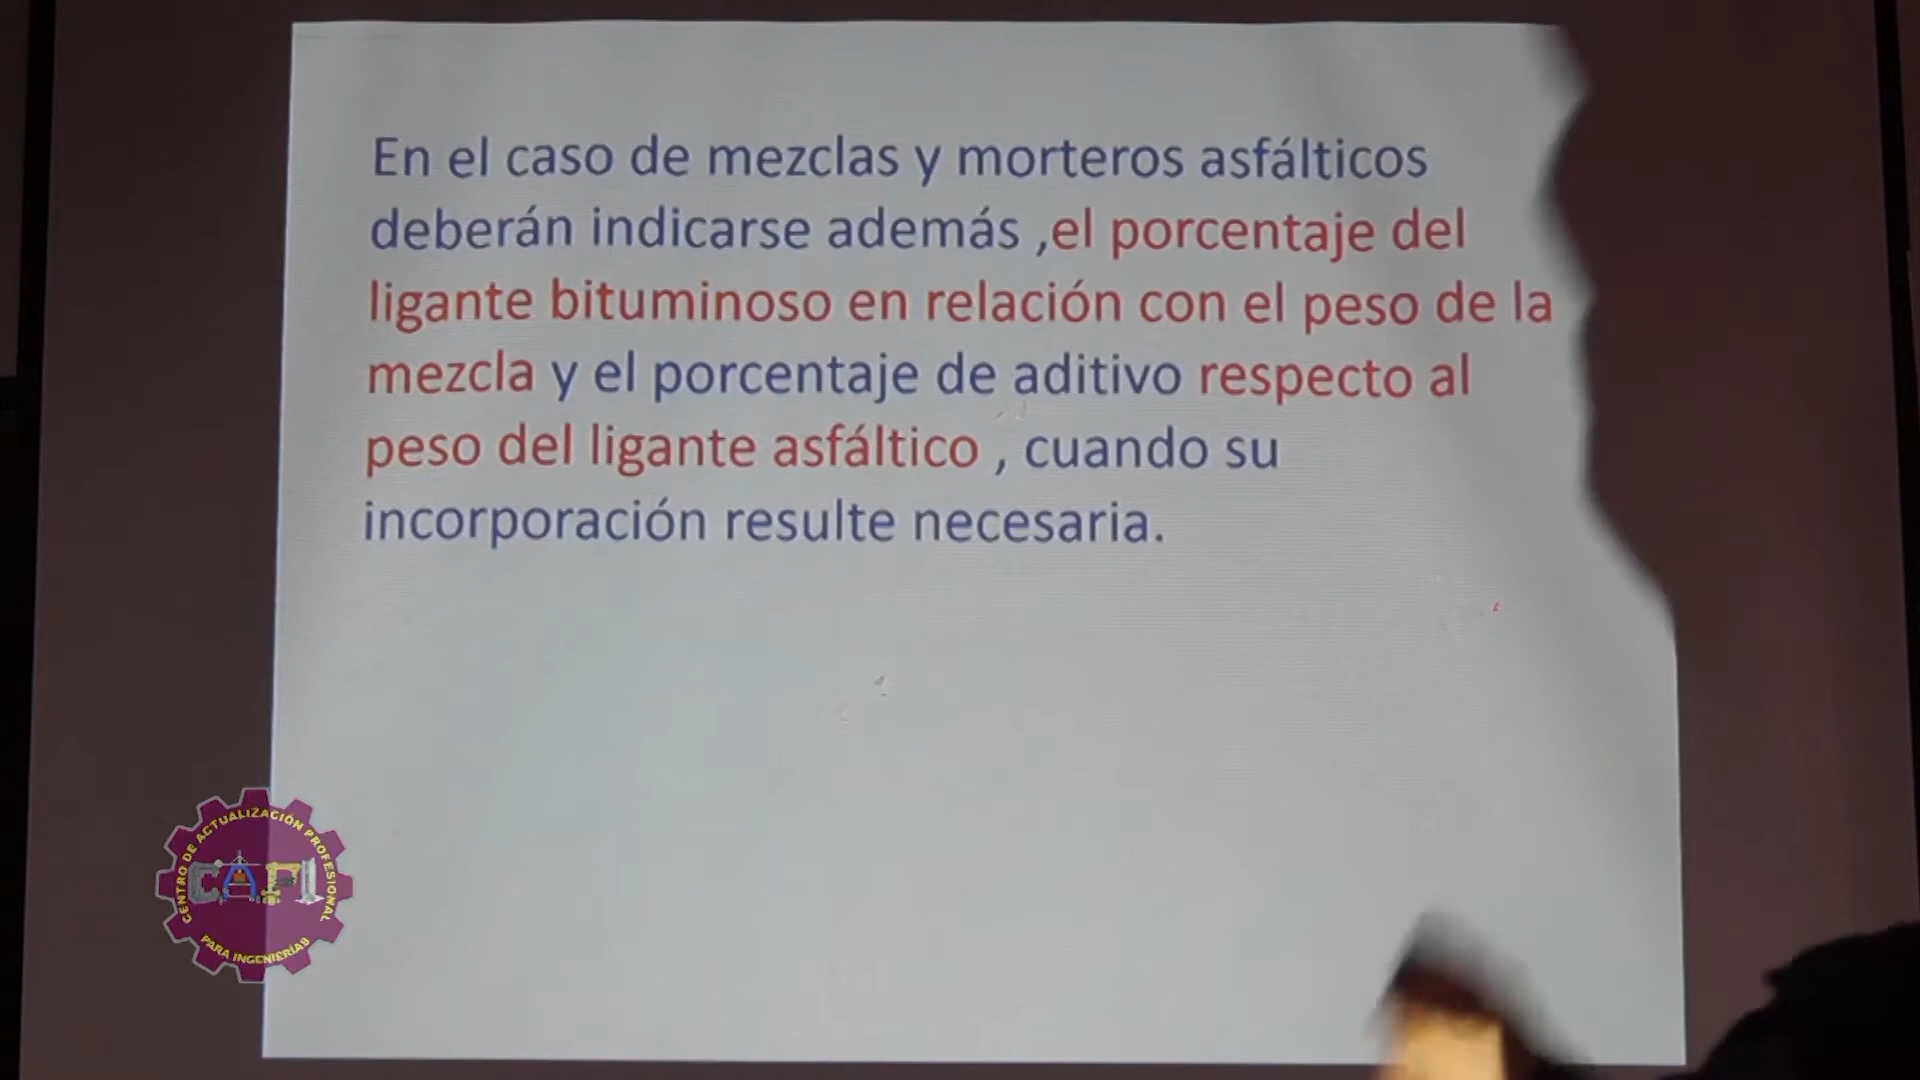 En el caso de mezclas y morteros asfálticos
deberán indicarse además ,el porcentaje del
ligante bituminoso en relación con el peso de la
mezcla y el porcentaje de aditivo respecto al
peso del ligante asfáltico , cuando su
incorporación resulte necesaria.
CENTRO DE ACTUALIZACIÓN PROFESIONAL
CAPI
PARA INGENIERÍAS